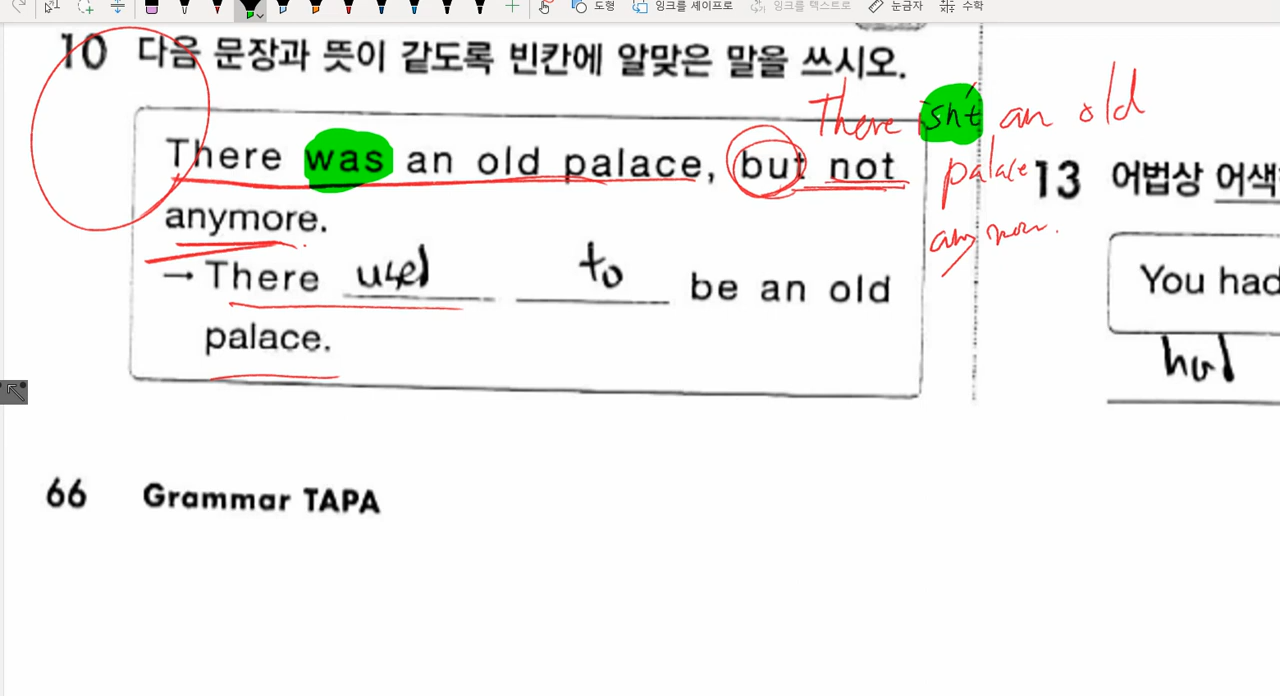 도형 잉크를 셰이프로 잉크를 텍스트로 눈금자 수학
10 다음 문장과 뜻이 같도록 빈칸에 알맞은 말을 쓰시오.
There isn't an old
palace
anymore.
There was an old palace, but not
anymore.
→ There used to be an old
palace.
13 어법상 어색
You had
had
66 Grammar TAPA